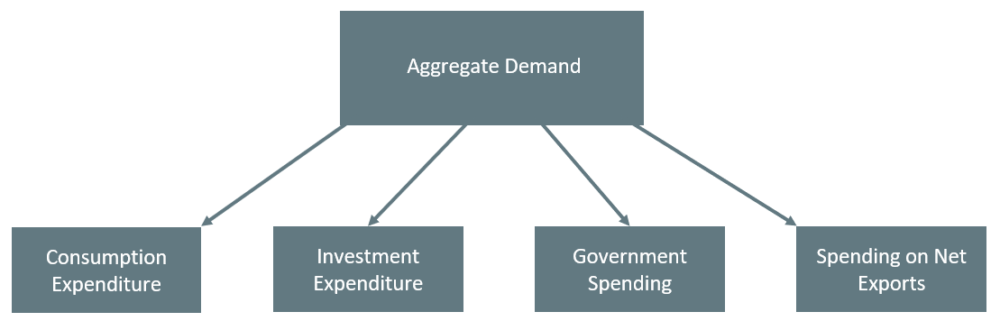 Aggregate Demand
Consumption
Expenditure
Investment
Expenditure
Government
Spending
Spending on Net
Exports